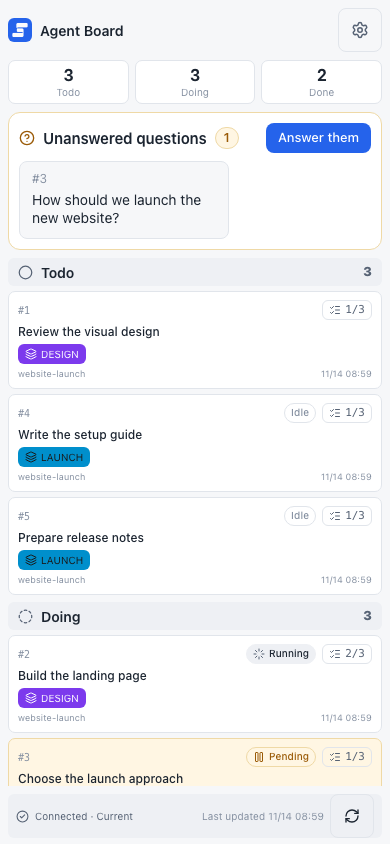 Agent Board
3
Todo
3
Doing
2
Done
Unanswered questions 1
Answer them
#3
How should we launch the
new website?
Todo 3
#1 1/3
Review the visual design
DESIGN
website-launch 11/14 08:59
#4 Idle 1/3
Write the setup guide
LAUNCH
website-launch 11/14 08:59
#5 Idle 1/3
Prepare release notes
LAUNCH
website-launch 11/14 08:59
Doing 3
#2 Running 2/3
Build the landing page
DESIGN
website-launch 11/14 08:59
#3 Pending 1/3
Choose the launch approach
Connected · Current Last updated 11/14 08:59